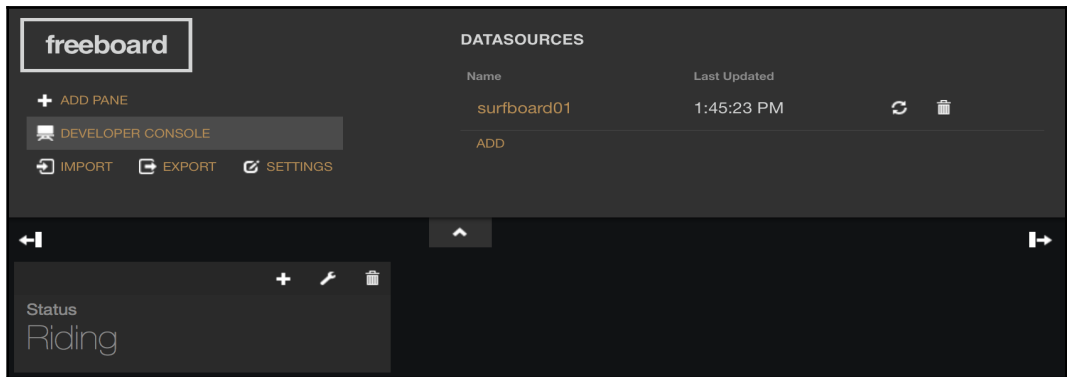 freeboard
ADD PANE
DEVELOPER CONSOLE
IMPORT EXPORT SETTINGS
DATASOURCES
Name Last Updated
surfboard01 1:45:23 PM
ADD
Status
Riding